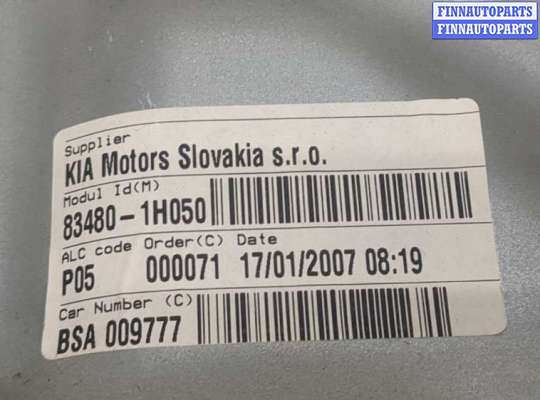 FINNAUTOPARTS
FINNAUTOPARTS
Supplier
KIA Motors Slovakia s.r.o.
Modul Id(M)
83480-1H050
ALC code Order(C) Date
P05 000071 17/01/2007 08:19
Car Number (C)
BSA 009777